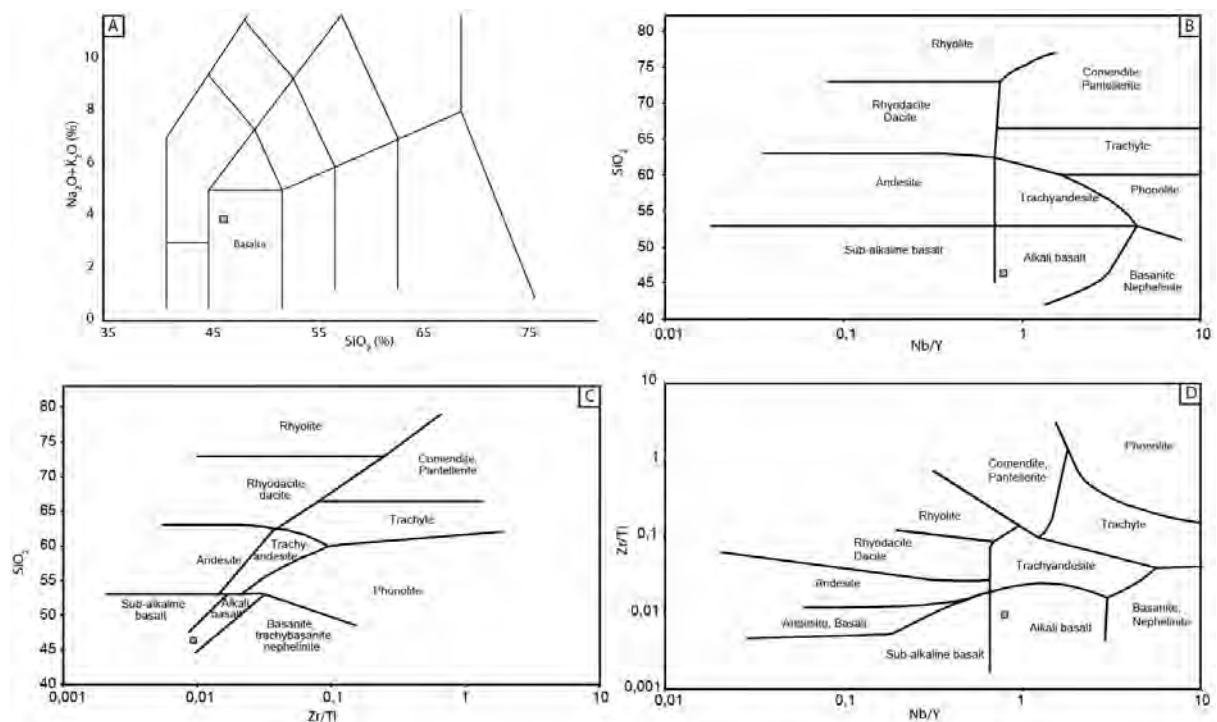 A
Na2O+K2O (%)
10
8
6
4
2
0
Basalto
35
45
55
65
75
SiO2 (%)
B
SiO2
80
75
70
65
60
55
50
45
40
Rhyolite
Comendite,
Pantellerite
Rhyodacite
Dacite
Trachyte
Andesite
Trachyandesite
Phonolite
Sub-alkaline basalt
Alkali basalt
Basanite
Nephelinite
0.01
0,1
1
10
Nb/Y
C
SiO2
80
75
70
65
60
55
50
45
40
Rhyolite
Comendite,
Pantellerite
Rhyodacite
dacite
Trachyte
Andesite
Trachy-
andesite
Phonolite
Sub-alkaline
basalt
Alkali
basalt
Basanite,
trachybasanite
nephelinite
0,001
0,01
0,1
1
10
Zr/Ti
D
Zr/Ti
10
1
0,1
0,01
0,001
Phonolite
Comendite,
Pantellerite
Rhyolite
Trachyte
Rhyodacite
Dacite
Trachyandesite
Andesite
Andesite, Basalt
Alkali basalt
Basanite,
Nephelinite
Sub-alkaline basalt
0,01
0,1
1
10
Nb/Y